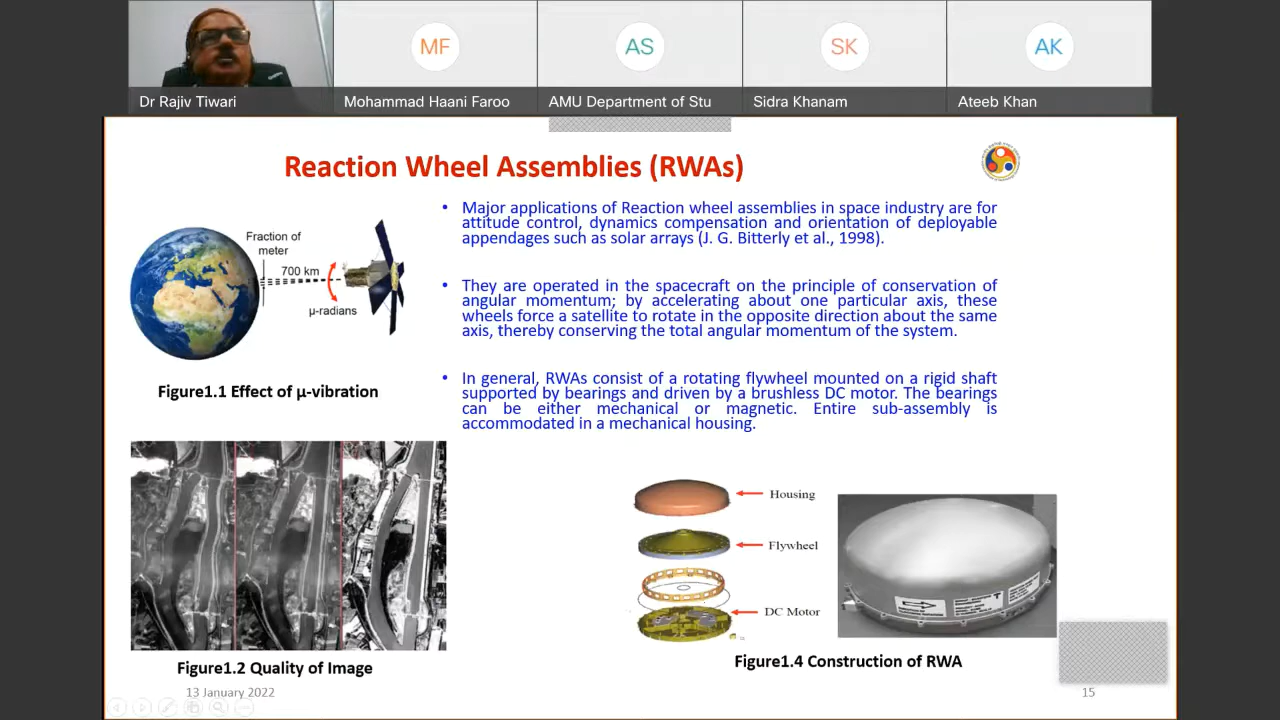 MF
AS
SK
AK
Dr Rajiv Tiwari
Mohammad Haani Faroo
AMU Department of Stu
Sidra Khanam
Ateeb Khan
Reaction Wheel Assemblies (RWAs)
Fraction of
meter
700 km
μ-radians
Figure1.1 Effect of μ-vibration
• Major applications of Reaction wheel assemblies in space industry are for
attitude control, dynamics compensation and orientation of deployable
appendages such as solar arrays (J. G. Bitterly et al., 1998).
• They are operated in the spacecraft on the principle of conservation of
angular momentum; by accelerating about one particular axis, these
wheels force a satellite to rotate in the opposite direction about the same
axis, thereby conserving the total angular momentum of the system.
• In general, RWAs consist of a rotating flywheel mounted on a rigid shaft
supported by bearings and driven by a brushless DC motor. The bearings
can be either mechanical or magnetic. Entire sub-assembly is
accommodated in a mechanical housing.
Housing
Flywheel
DC Motor
Figure1.2 Quality of Image
Figure1.4 Construction of RWA
13 January 2022
15